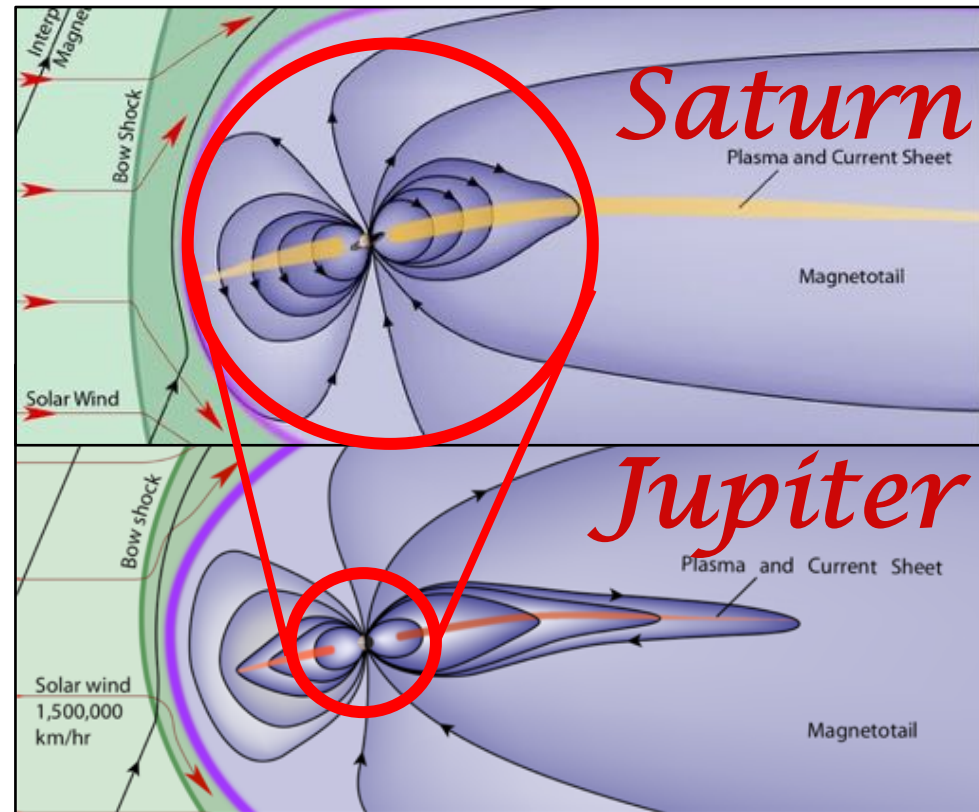 Saturn
Bow Shock
Plasma and Current Sheet
Magnetotail
Solar Wind
Jupiter
Bow shock
Plasma and Current Sheet
Solar wind
1,500,000
km/hr
Magnetotail